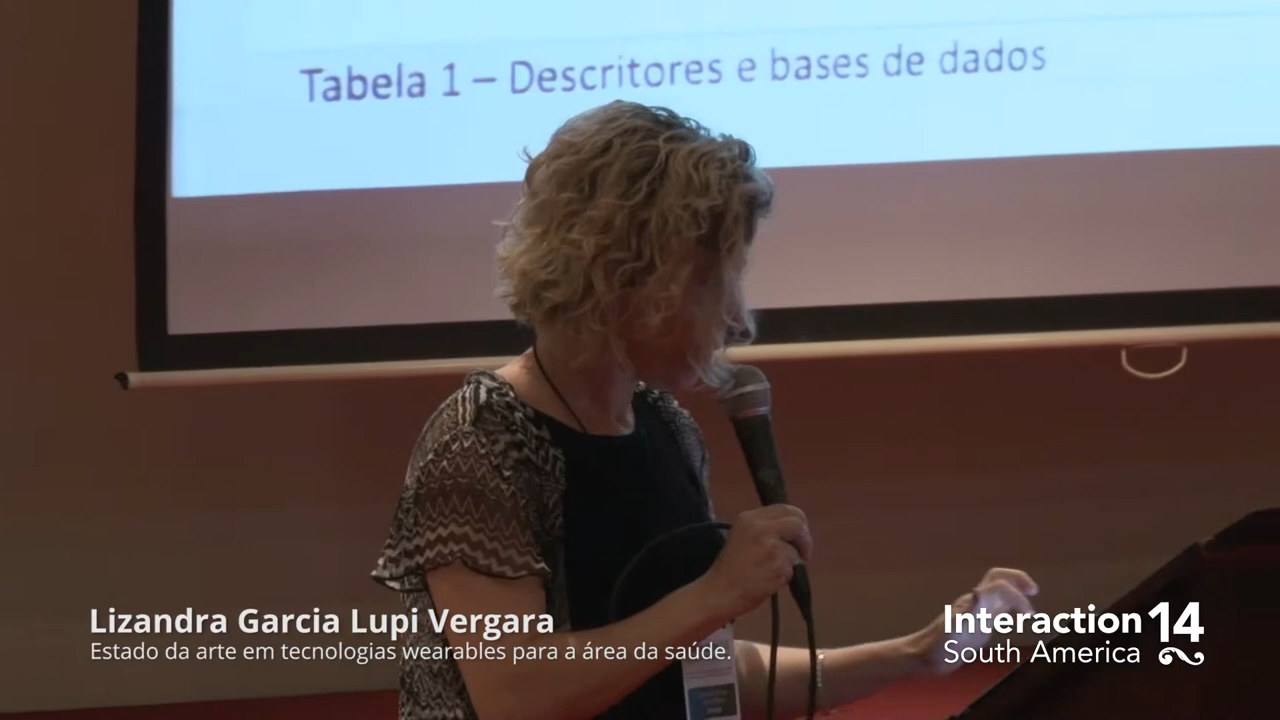 Tabela 1 – Descritores e bases de dados
Lizandra Garcia Lupi Vergara
Estado da arte em tecnologias wearables para a área da saúde.
Interaction 14
South America